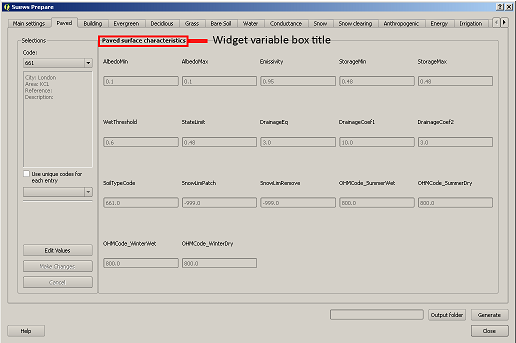 Suews Prepare
Main settings Paved Building Evergreen Decidious Grass Bare Soil Water Conductance Snow Snow clearing Anthropogenic Energy Irrigation
Selections
Paved surface characteristics
Widget variable box title
Code:
661
City: London
Area: KCL
Reference:
Description:
Use unique codes for each entry
Edit Values
Make Changes
Cancel
AlbedoMin AlbedoMax Emissivity StorageMin StorageMax
0.1 0.1 0.95 0.48 0.48
WetThreshold StateLimit DrainageEq DrainageCoef1 DrainageCoef2
0.6 0.48 3.0 10.0 3.0
SoilTypeCode SnowLimPatch SnowLimRemove OHMCode_SummerWet OHMCode_SummerDry
661.0 -999.0 -999.0 800.0 800.0
OHMCode_WinterWet OHMCode_WinterDry
800.0 800.0
Output folder Generate
Help Close